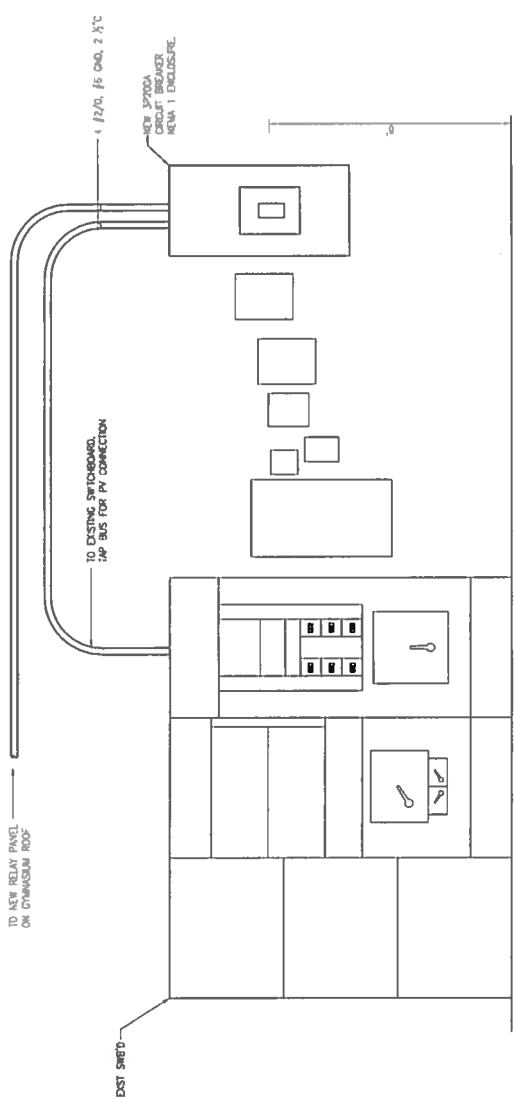 TO NEW RELAY PANEL
ON GYMNASIUM ROOF
4 #2/0, #6 GND, 2 ½"C
NEW 3P200A
CIRCUIT BREAKER
NEMA 1 ENCLOSURE.
TO EXISTING SWITCHBOARD.
TAP BUS FOR PV CONNECTION
EXIST SWB'D